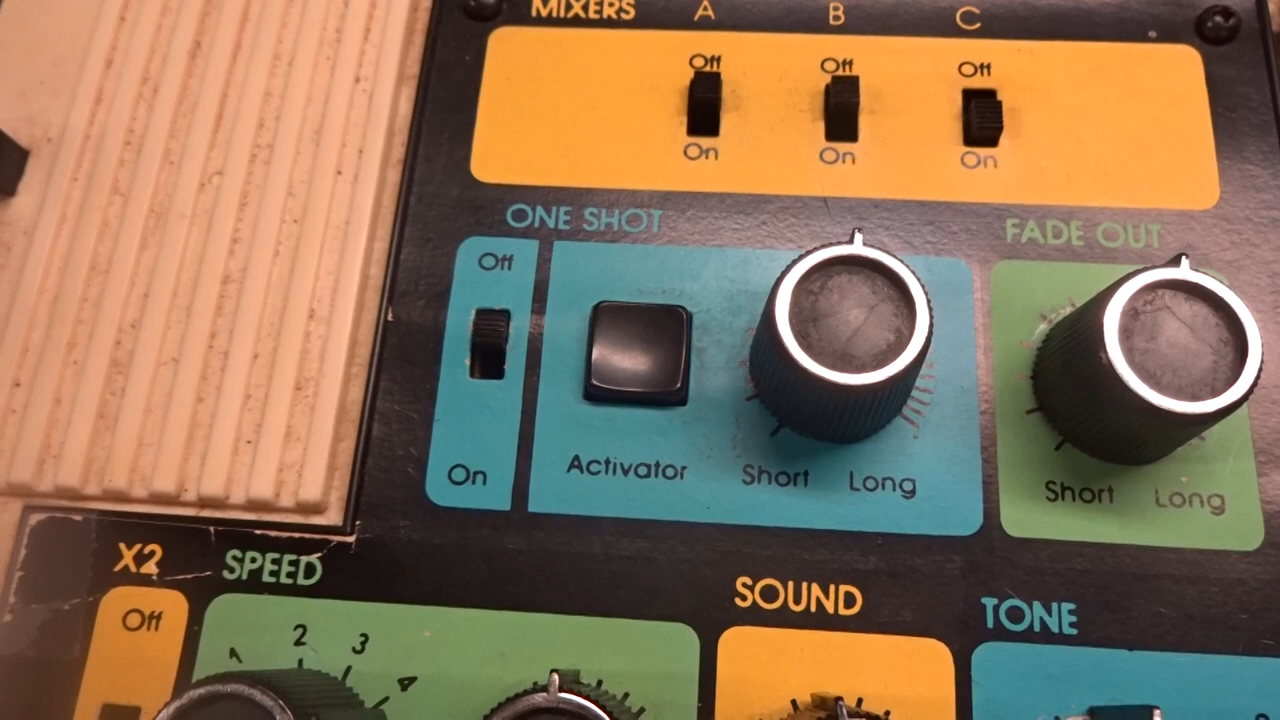 MIXERS A B C
Off Off Off
On On On
ONE SHOT FADE OUT
Off
On Activator Short Long Short Long
X2 SPEED SOUND TONE
Off 1 2 3 4